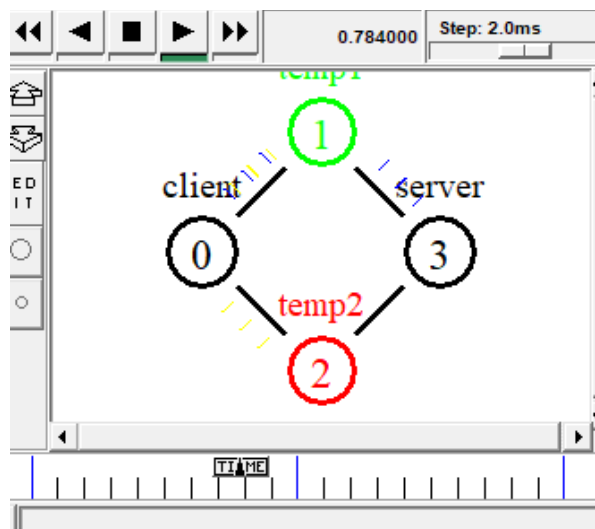 0.784000
Step: 2.0ms
temp1
1
ED
IT
client
server
0
3
temp2
2
TIME